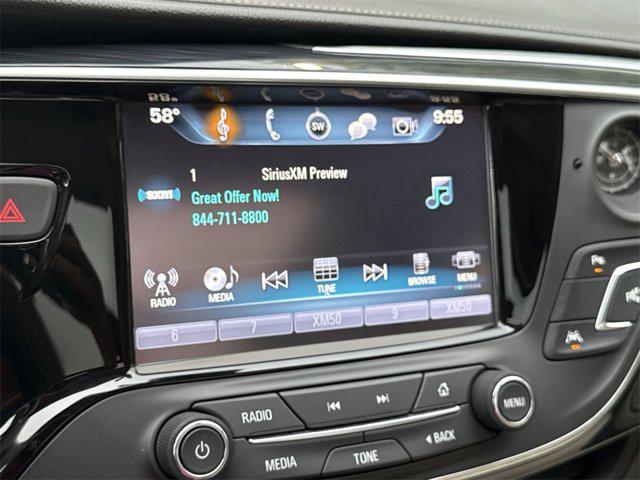 58° SW 9:55
1 SiriusXM Preview
((SXM)) Great Offer Now!
844-711-8800
RADIO MEDIA TUNE BROWSE MENU
6 7 XM50 9 XM50
RADIO MENU
BACK
MEDIA TONE